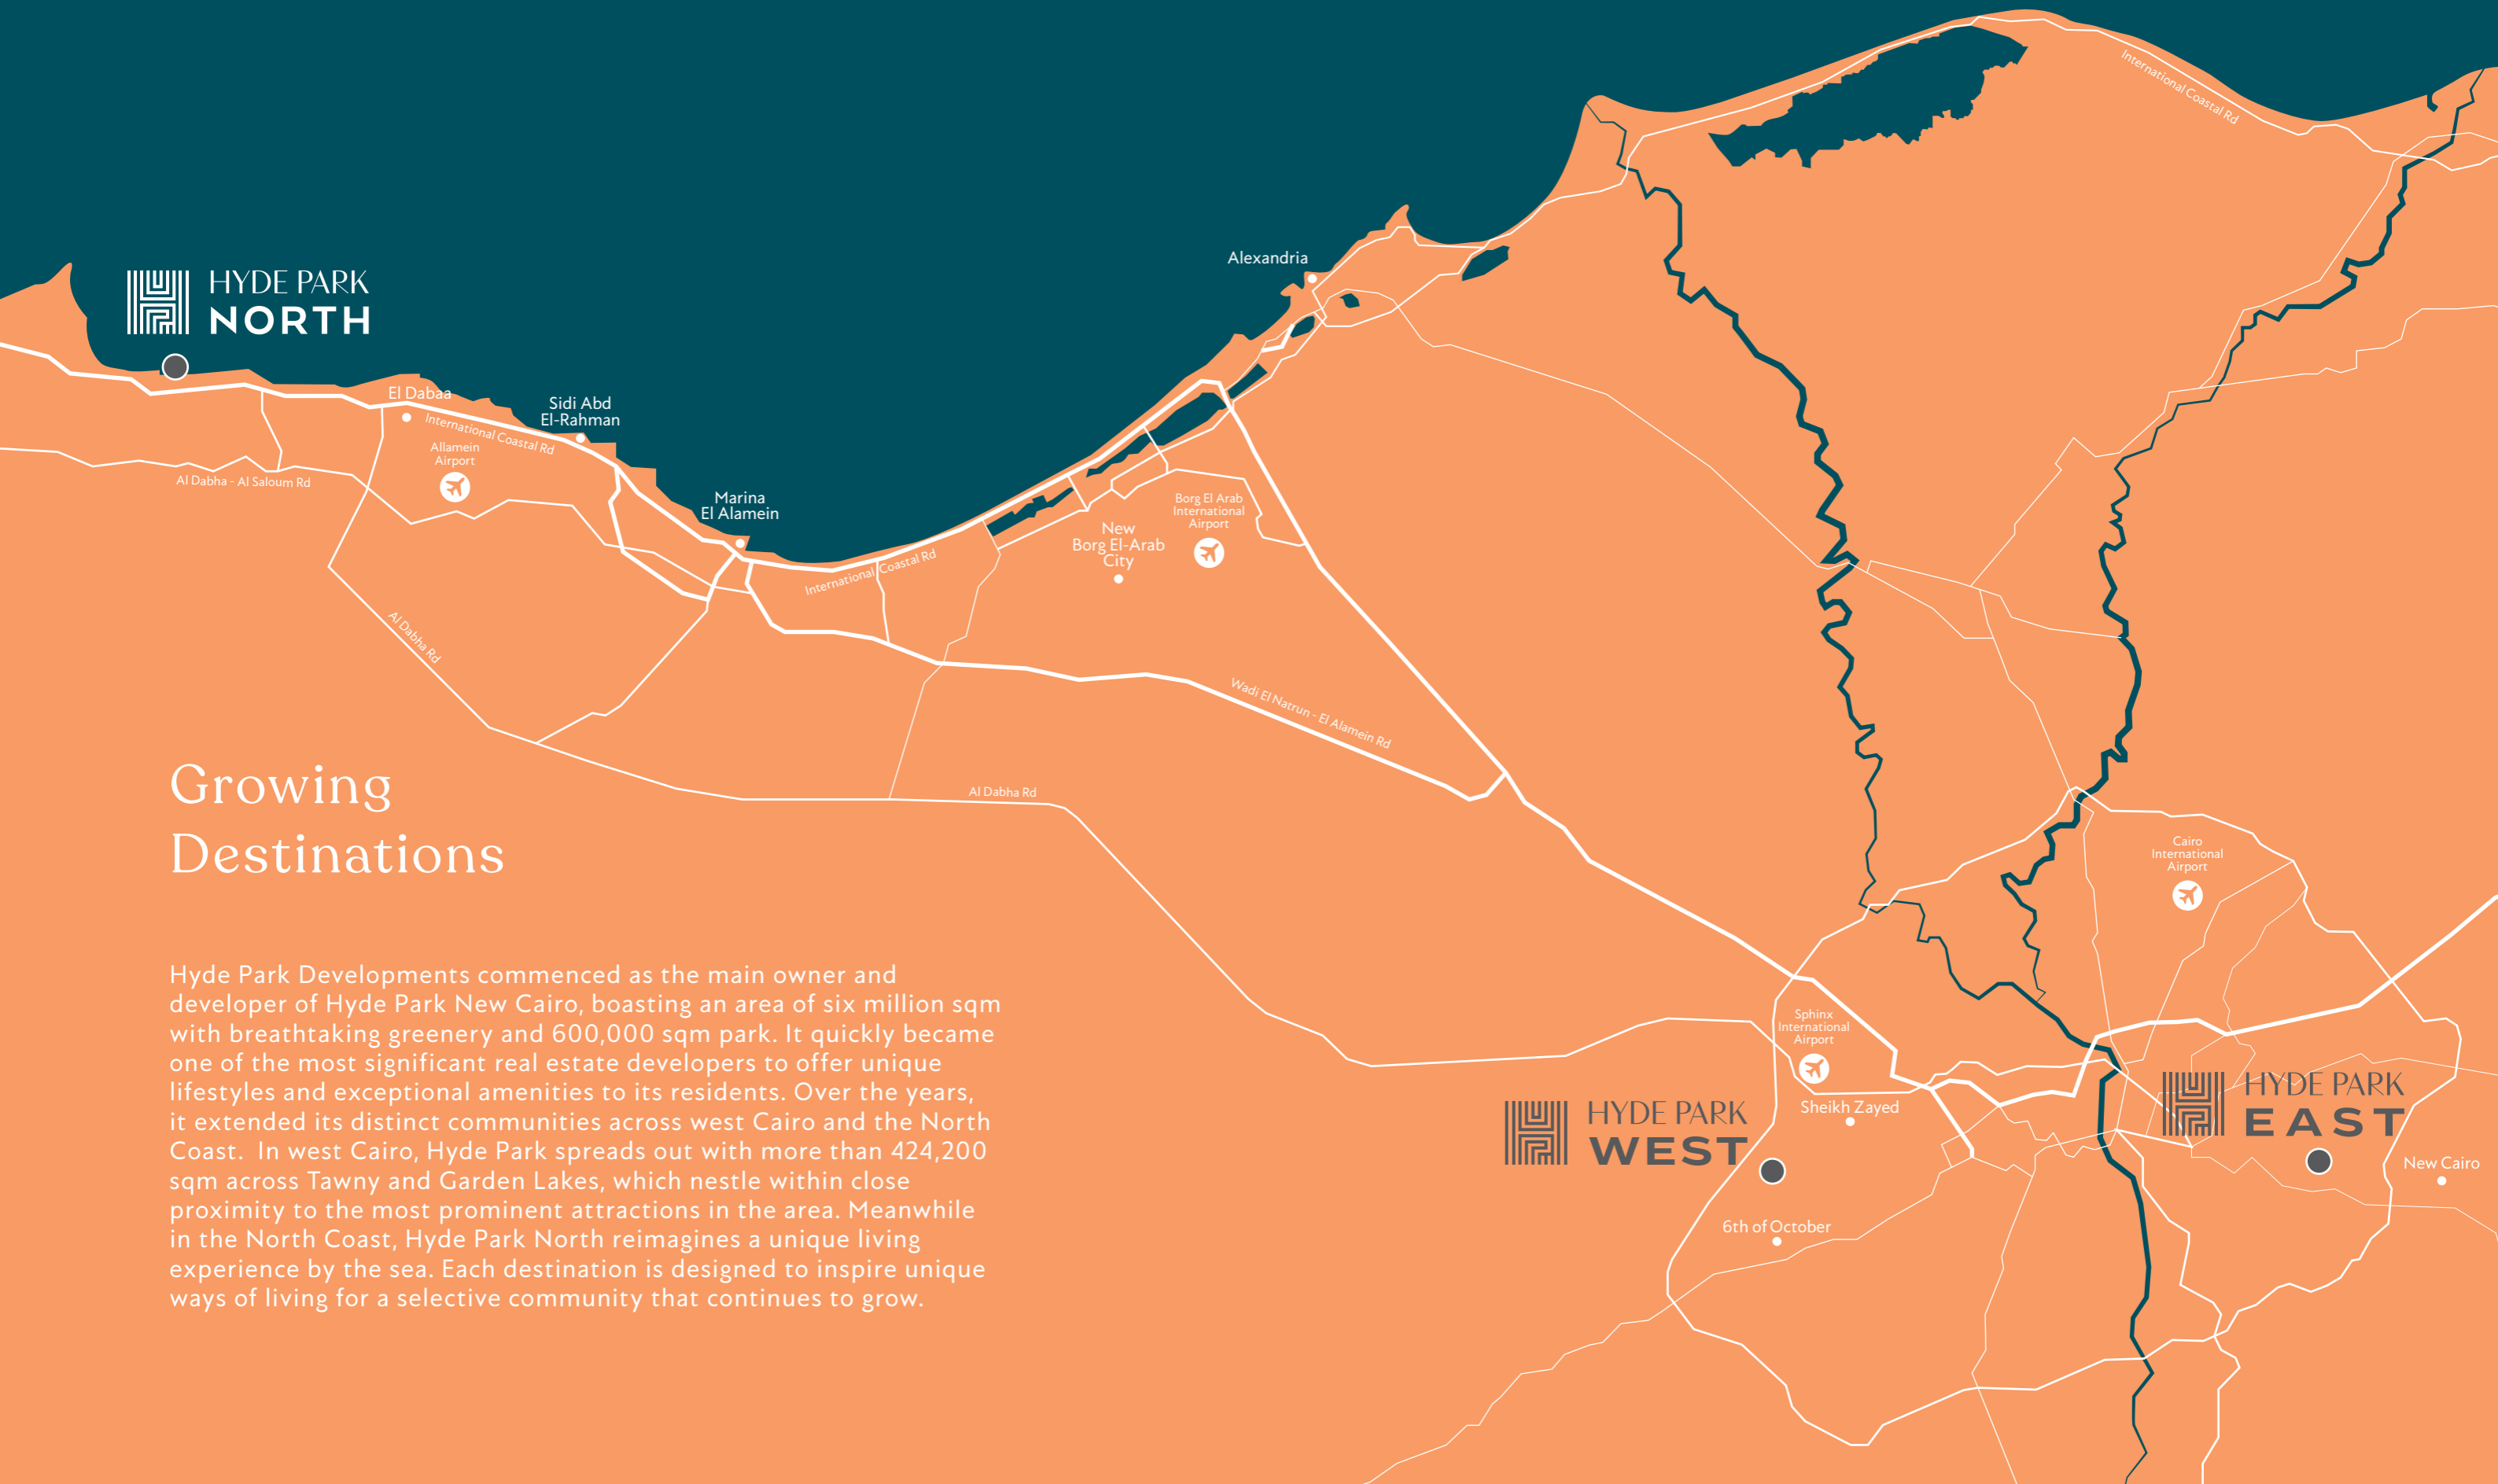 International Coastal Rd
Alexandria
HYDE PARK
NORTH
El Dabaa
International Coastal Rd
Sidi Abd
El-Rahman
Allamein
Airport
Al Dabha - Al Saloum Rd
Marina
El Alamein
International Coastal Rd
New
Borg El-Arab
City
Borg El Arab
International
Airport
Al Dabha Rd
Wadi El Natrun - El Alamein Rd
Al Dabha Rd
Growing
Destinations
Hyde Park Developments commenced as the main owner and
developer of Hyde Park New Cairo, boasting an area of six million sqm
with breathtaking greenery and 600,000 sqm park. It quickly became
one of the most significant real estate developers to offer unique
lifestyles and exceptional amenities to its residents. Over the years,
it extended its distinct communities across west Cairo and the North
Coast.  In west Cairo, Hyde Park spreads out with more than 424,200
sqm across Tawny and Garden Lakes, which nestle within close
proximity to the most prominent attractions in the area. Meanwhile
in the North Coast, Hyde Park North reimagines a unique living
experience by the sea. Each destination is designed to inspire unique
ways of living for a selective community that continues to grow.
Cairo
International
Airport
Sphinx
International
Airport
Sheikh Zayed
HYDE PARK
WEST
6th of October
HYDE PARK
EAST
New Cairo